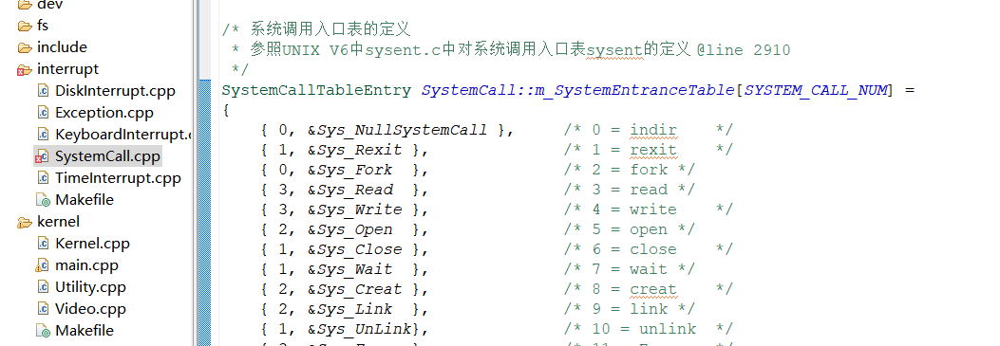 dev
fs
include
interrupt
DiskInterrupt.cpp
Exception.cpp
KeyboardInterrupt.c
SystemCall.cpp
TimeInterrupt.cpp
Makefile
kernel
Kernel.cpp
main.cpp
Utility.cpp
Video.cpp
Makefile
/* 系统调用入口表的定义
* 参照UNIX V6中sysent.c中对系统调用入口表sysent的定义 @line 2910
*/
SystemCallTableEntry SystemCall::m_SystemEntranceTable[SYSTEM_CALL_NUM] =
{
{ 0, &Sys_NullSystemCall }, /* 0 = indir */
{ 1, &Sys_Rexit }, /* 1 = rexit */
{ 0, &Sys_Fork }, /* 2 = fork */
{ 3, &Sys_Read }, /* 3 = read */
{ 3, &Sys_Write }, /* 4 = write */
{ 2, &Sys_Open }, /* 5 = open */
{ 1, &Sys_Close }, /* 6 = close */
{ 1, &Sys_Wait }, /* 7 = wait */
{ 2, &Sys_Creat }, /* 8 = creat */
{ 2, &Sys_Link }, /* 9 = link */
{ 1, &Sys_UnLink}, /* 10 = unlink */